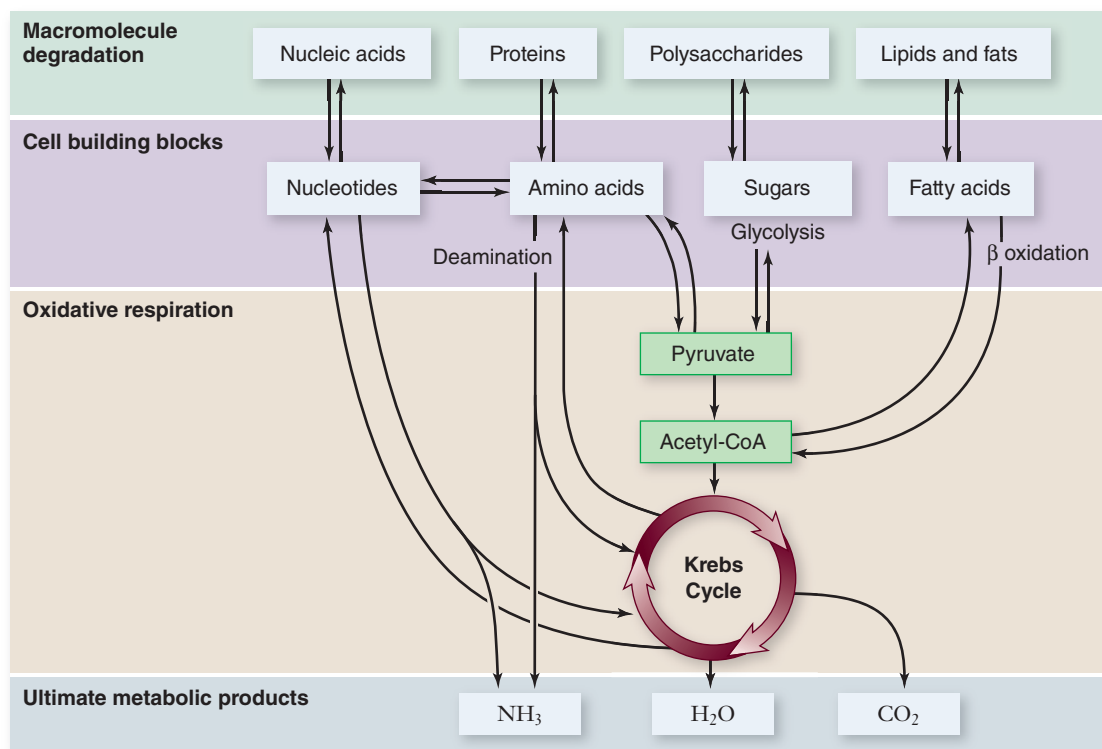 Macromolecule
degradation
Nucleic acids
Proteins
Polysaccharides
Lipids and fats
Cell building blocks
Nucleotides
Amino acids
Sugars
Fatty acids
Glycolysis
Deamination
β oxidation
Oxidative respiration
Pyruvate
Acetyl-CoA
Krebs
Cycle
Ultimate metabolic products
NH₃
H₂O
CO₂